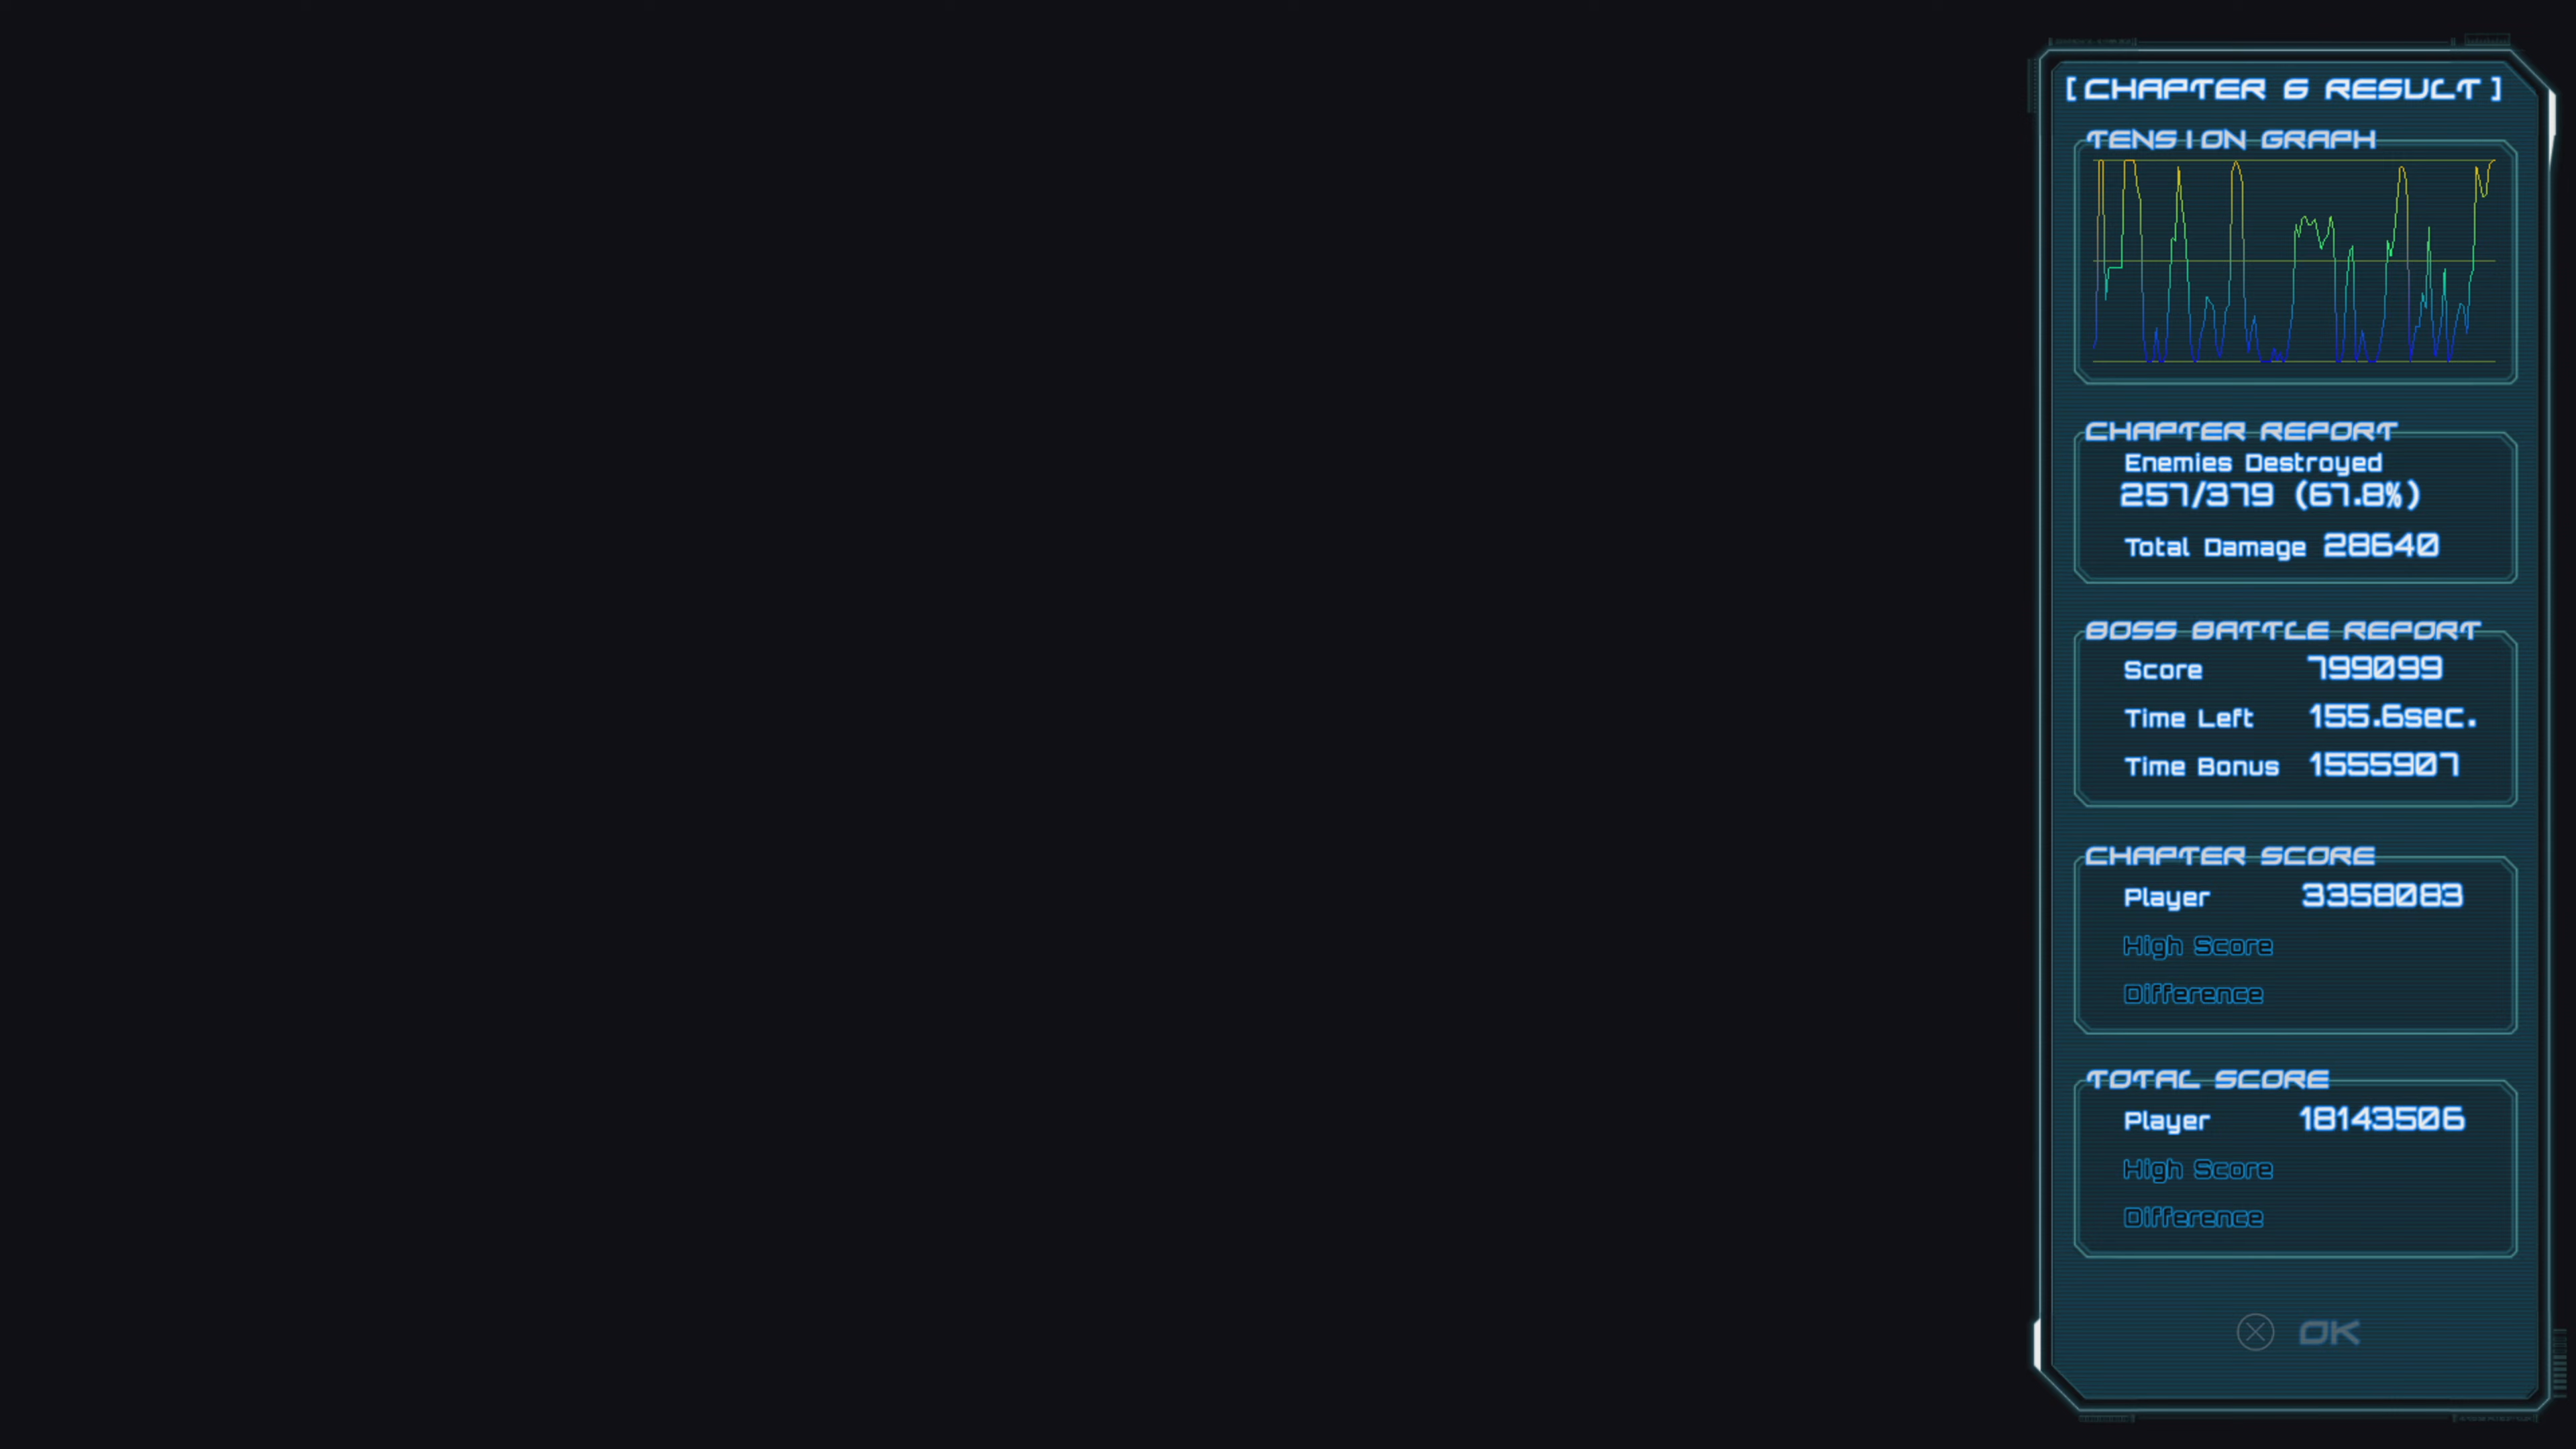 [ CHAPTER 6 RESULT ]
TENSION GRAPH
CHAPTER REPORT
Enemies Destroyed
257/379 (67.8%)
Total Damage 28640
BOSS BATTLE REPORT
Score 799099
Time Left 155.6sec.
Time Bonus 1555907
CHAPTER SCORE
Player 3358083
High Score
Difference
TOTAL SCORE
Player 18143506
High Score
Difference
OK